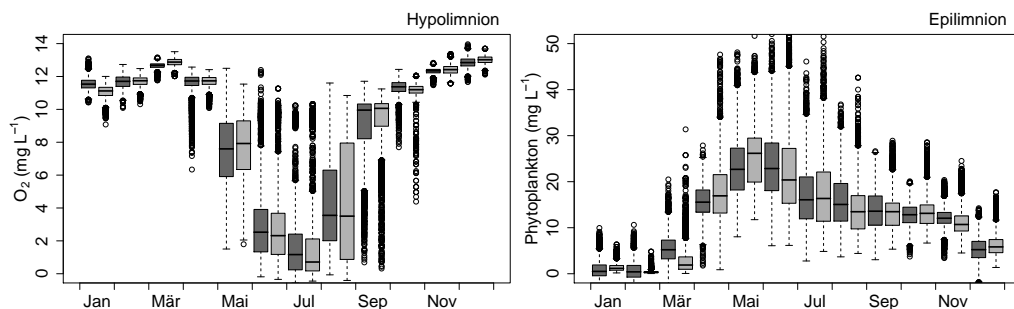 Hypolimnion
O₂ (mg L⁻¹)
14
12
10
8
6
4
2
0
Jan Mär Mai Jul Sep Nov
Epilimnion
Phytoplankton (mg L⁻¹)
50
40
30
20
10
0
Jan Mär Mai Jul Sep Nov